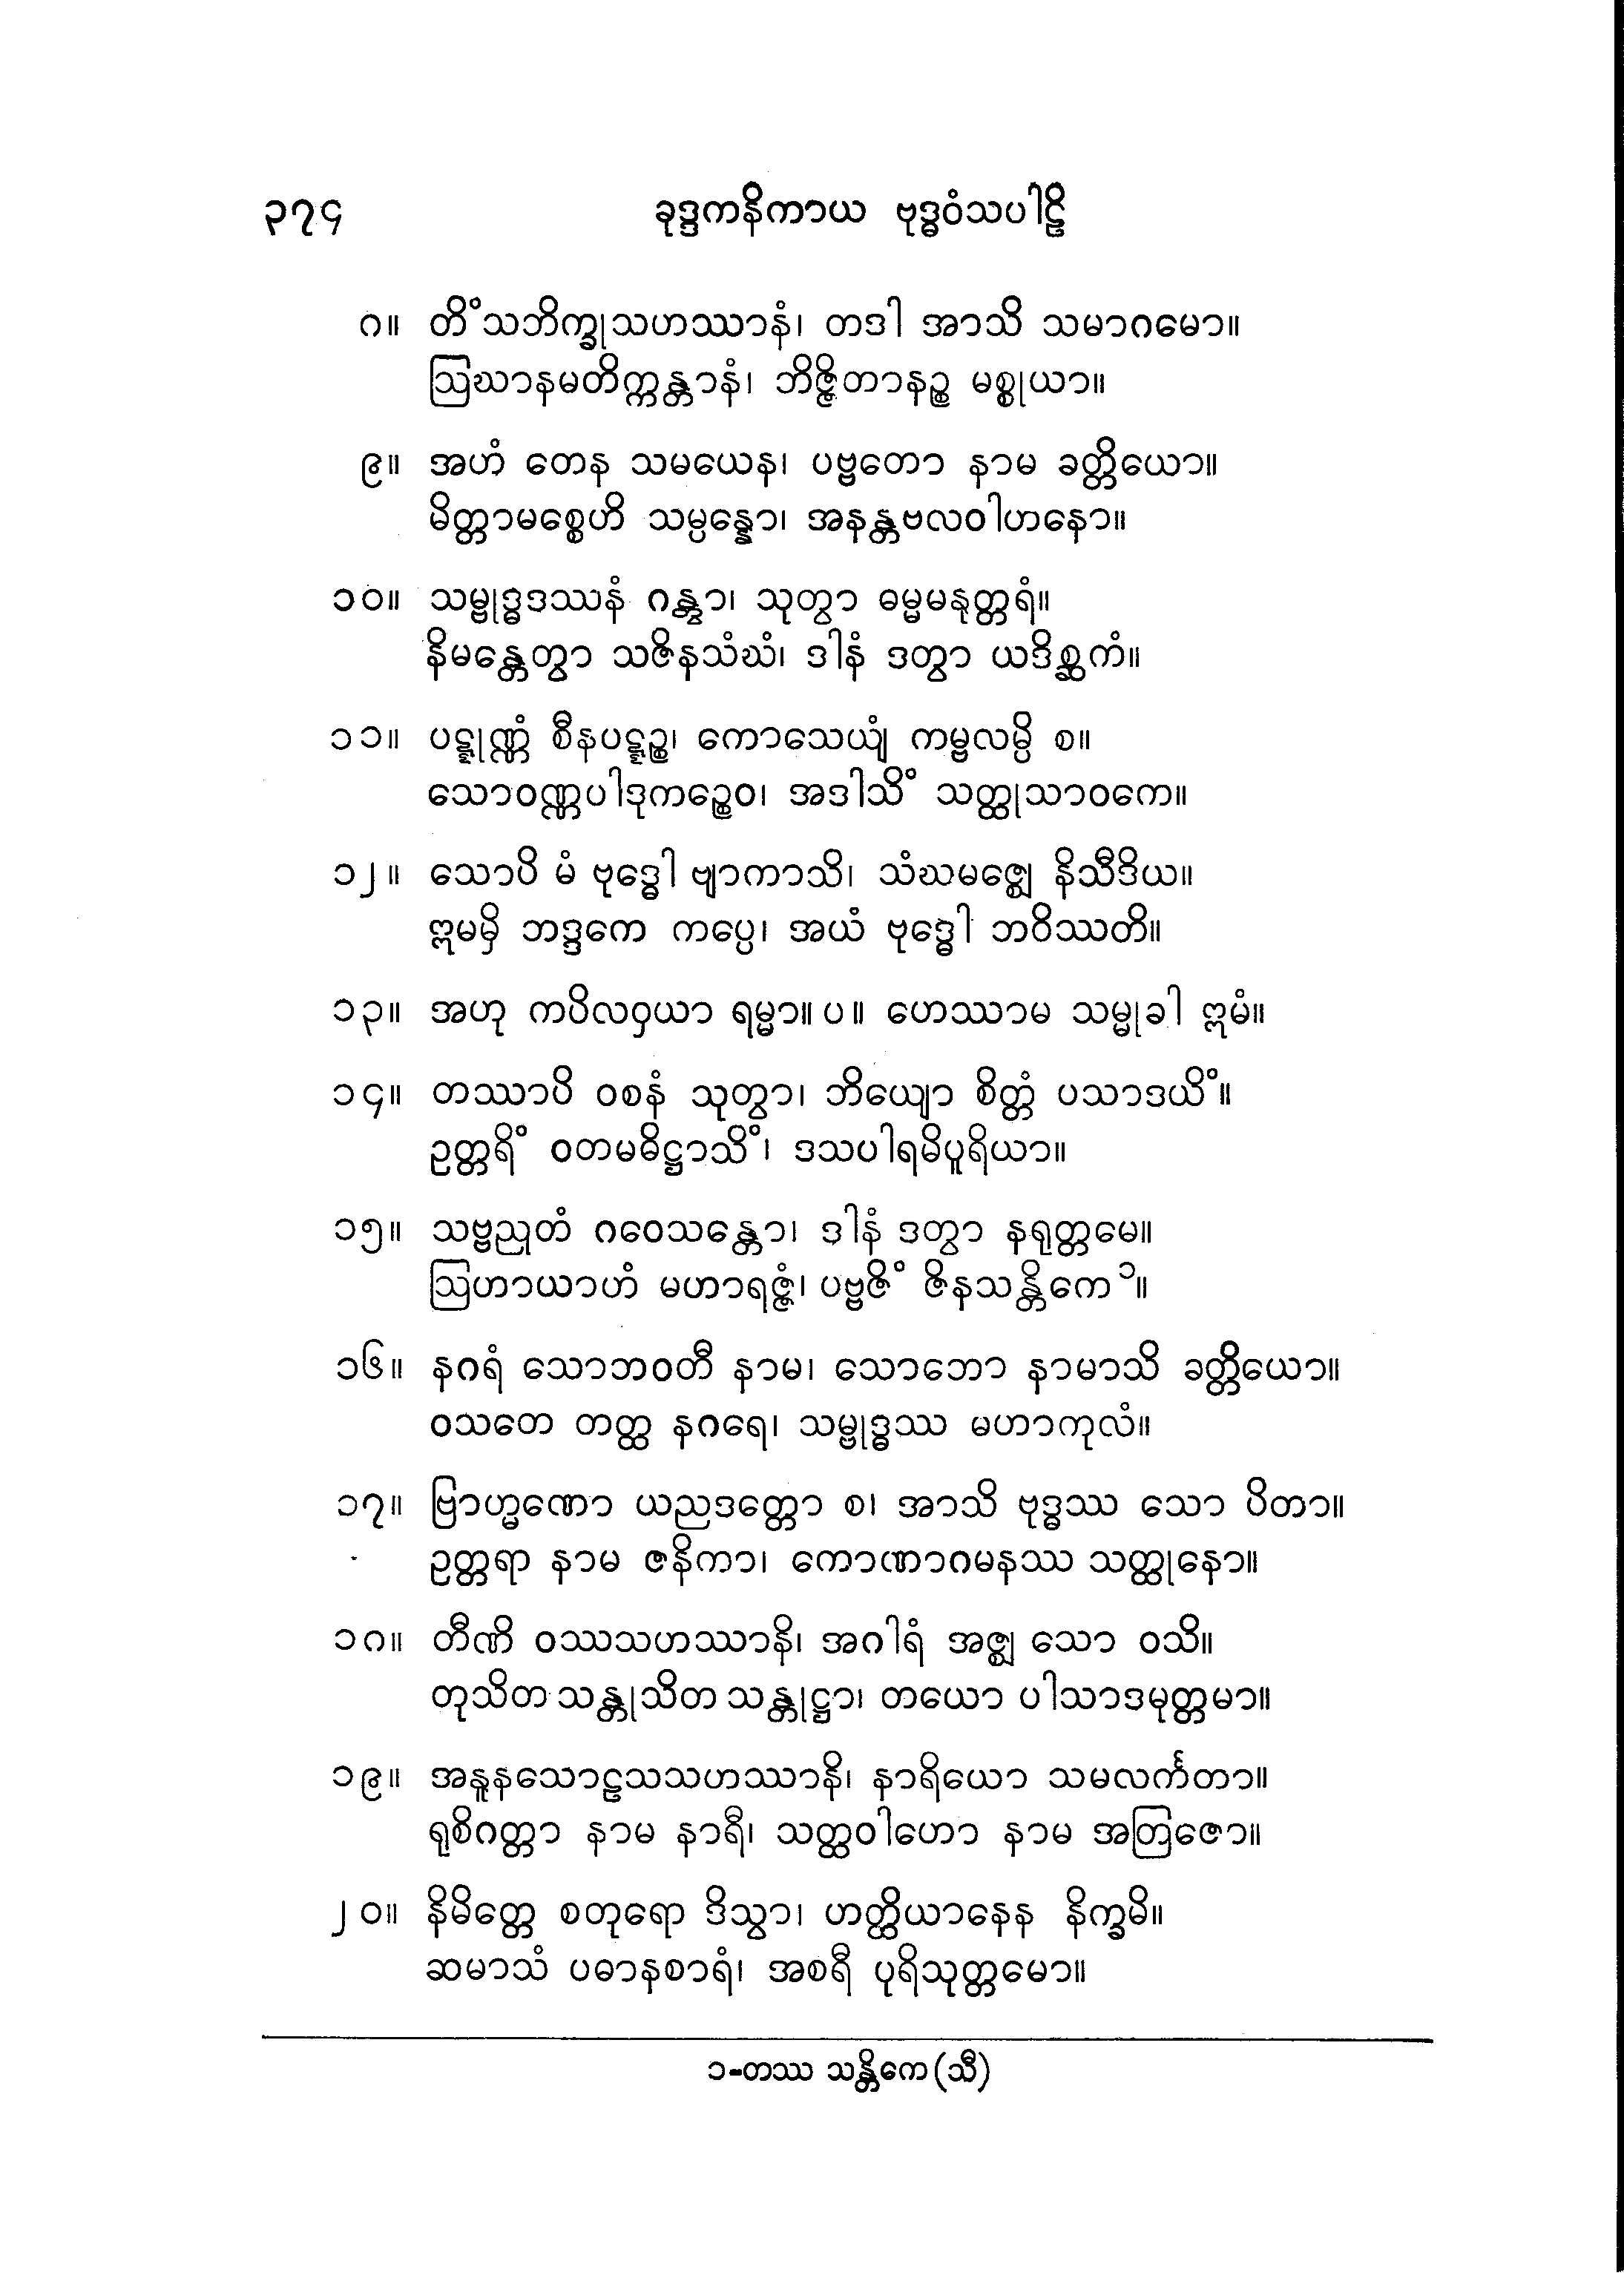 ၃၇၄ ခုဒ္ဒကနိကာယ ဗုဒ္ဓဝံသပါဠိ
၈။ တိံသဘိက္ခုသဟဿာနံ၊ တဒါ အာသိ သမာဂမော။
ဩဃာနမတိက္ကန္တာနံ၊ ဘိဇ္ဇိတာနဉ္စ မစ္စုယာ။
၉။ အဟံ တေန သမယေန၊ ပဗ္ဗတော နာမ ခတ္တိယော။
မိတ္တာမစ္စေဟိ သမ္ပန္နော၊ အနန္တဗလဝါဟနော။
၁၀။ သမ္ဗုဒ္ဓဒဿနံ ဂန္တွာ၊ သုတွာ ဓမ္မမနုတ္တရံ။
နိမန္တေတွာ သဇိနသံဃံ၊ ဒါနံ ဒတွာ ယဒိစ္ဆကံ။
၁၁။ ပဋ္ဋုဏ္ဏံ စီနပဋ္ဋဉ္စ၊ ကောသေယျံ ကမ္ဗလမ္ပိ စ။
သောဝဏ္ဏပါဒုကဉ္စေဝ၊ အဒါသိံ သတ္ထုသာဝကေ။
၁၂။ သောပိ မံ ဗုဒ္ဓေါ ဗျာကာသိ၊ သံဃမဇ္ဈေ နိသီဒိယ။
ဣမမှိ ဘဒ္ဒကေ ကပ္ပေ၊ အယံ ဗုဒ္ဓေါ ဘဝိဿတိ။
၁၃။ အဟု ကပိလဝှယာ ရမ္မာ။ပ။ ဟေဿာမ သမ္မုခါ ဣမံ။
၁၄။ တဿာပိ ဝစနံ သုတွာ၊ ဘိယျော စိတ္တံ ပသာဒယိံ။
ဥတ္တရိံ ဝတမဓိဋ္ဌာသိံ၊ ဒသပါရမိပူရိယာ။
၁၅။ သဗ္ဗညုတံ ဂဝေသန္တော၊ ဒါနံ ဒတွာ နရုတ္တမေ။
ဩဟာယာဟံ မဟာရဇ္ဇံ၊ ပဗ္ဗဇိံ ဇိနသန္တိကေ ၁။
၁၆။ နဂရံ သောဘဝတီ နာမ၊ သောဘော နာမာသိ ခတ္တိယော။
ဝသတေ တတ္ထ နဂရေ၊ သမ္ဗုဒ္ဓဿ မဟာကုလံ။
၁၇။ ဗြာဟ္မဏော ယညဒတ္တော စ၊ အာသိ ဗုဒ္ဓဿ သော ပိတာ။
ဥတ္တရာ နာမ ဇနိကာ၊ ကောဏာဂမနဿ သတ္ထုနော။
၁၈။ တီဏိ ဝဿသဟဿာနိ၊ အဂါရံ အဇ္ဈ သော ဝသိ။
တုသိတ သန္တုသိတ သန္တုဋ္ဌာ၊ တယော ပါသာဒမုတ္တမာ။
၁၉။ အနူနသောဠသသဟဿာနိ၊ နာရိယော သမလင်္ကတာ။
ရုစိဂတ္တာ နာမ နာရီ၊ သတ္ထဝါဟော နာမ အတြဇော။
၂၀။ နိမိတ္တေ စတုရော ဒိသွာ၊ ဟတ္ထိယာနေန နိက္ခမိ။
ဆမာသံ ပဓာနစာရံ၊ အစရီ ပုရိသုတ္တမော။
၁-တဿ သန္တိကေ(သီ)